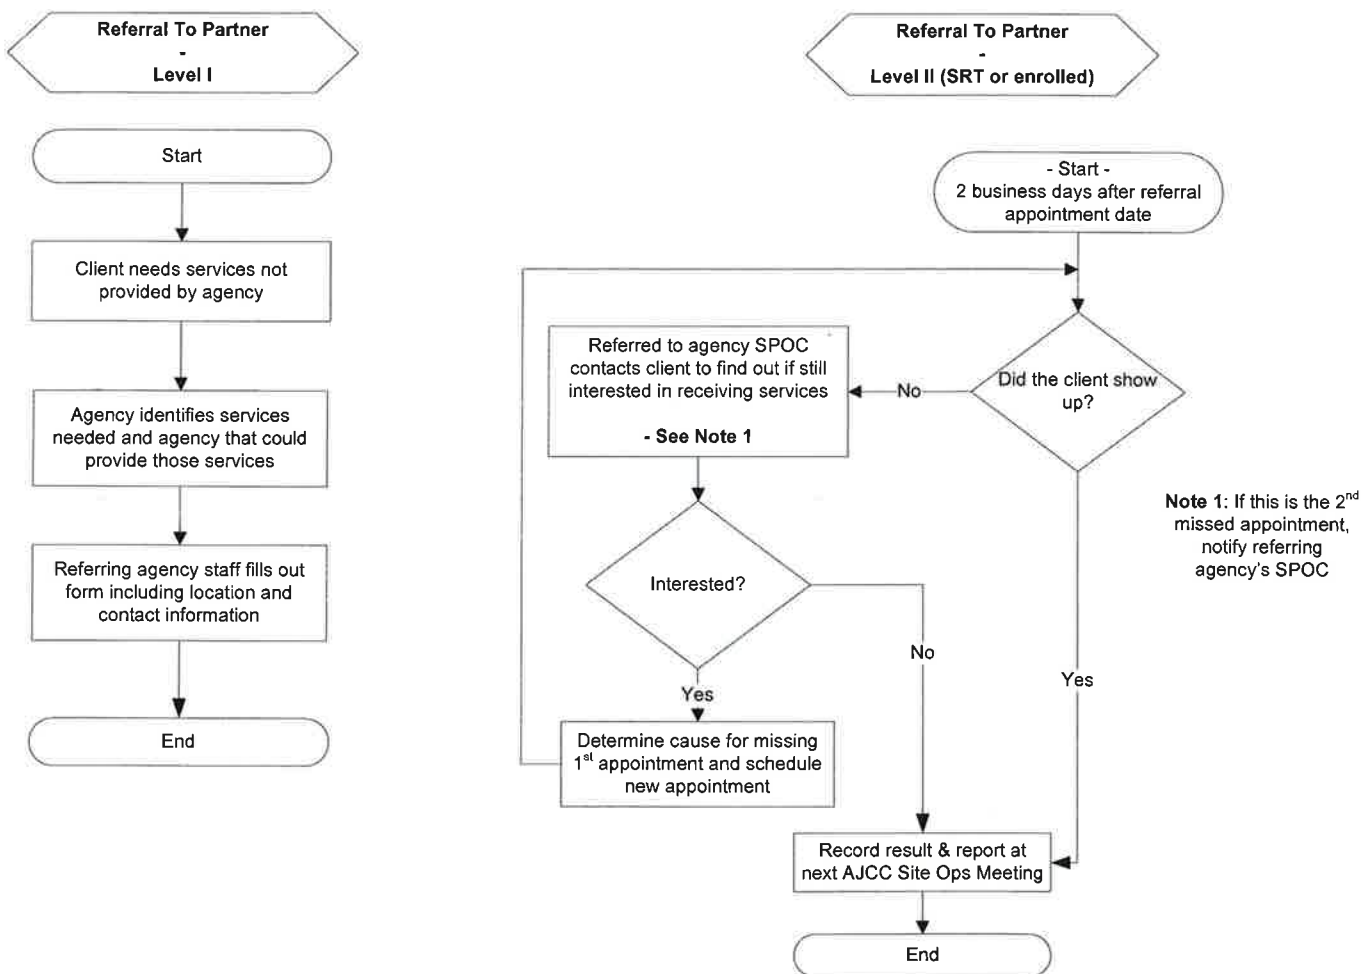 Referral To Partner
-
Level I
Start
Client needs services not
provided by agency
Agency identifies services
needed and agency that could
provide those services
Referring agency staff fills out
form including location and
contact information
End
Referral To Partner
-
Level II (SRT or enrolled)
- Start -
2 business days after referral
appointment date
Did the client show
up?
No
Referred to agency SPOC
contacts client to find out if still
interested in receiving services
- See Note 1
Interested?
No
Yes
Determine cause for missing
1st appointment and schedule
new appointment
Yes
Note 1: If this is the 2nd
missed appointment,
notify referring
agency's SPOC
Record result & report at
next AJCC Site Ops Meeting
End